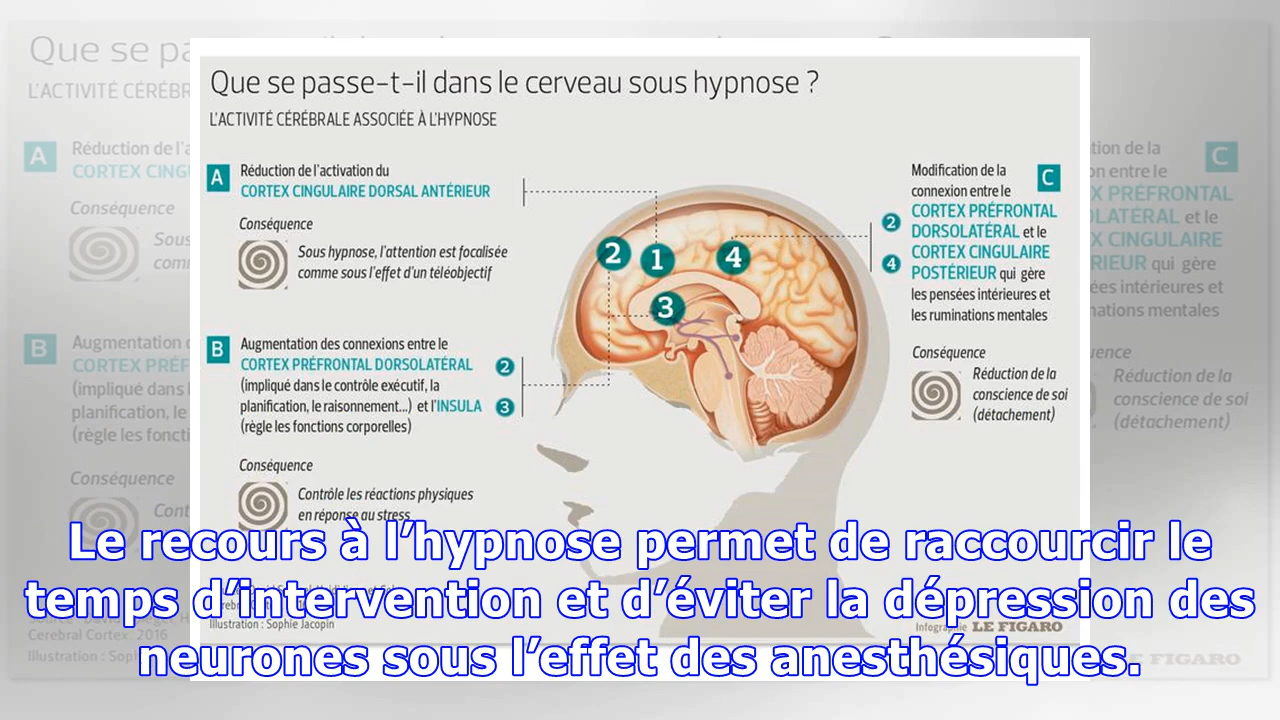 Que se passe-t-il dans le cerveau sous hypnose ?
L'ACTIVITÉ CÉRÉBRALE ASSOCIÉE À L'HYPNOSE
A
Réduction de l'activation du
CORTEX CINGULAIRE DORSAL ANTÉRIEUR
Conséquence
Sous hypnose, l'attention est focalisée
comme sous l'effet d'un téléobjectif
B
Augmentation des connexions entre le
CORTEX PRÉFRONTAL DORSOLATÉRAL 2
(impliqué dans le contrôle exécutif, la
planification, le raisonnement...) et l'INSULA 3
(règle les fonctions corporelles)
Conséquence
Contrôle les réactions physiques
en réponse au stress
2 1 4
3
Modification de la
connexion entre le
C
2 CORTEX PRÉFRONTAL
DORSOLATÉRAL et le
4 CORTEX CINGULAIRE
POSTÉRIEUR qui gère
les pensées intérieures et
les ruminations mentales
Conséquence
Réduction de la
conscience de soi
(détachement)
Le recours à l'hypnose permet de raccourcir le
temps d'intervention et d'éviter la dépression des
neurones sous l'effet des anesthésiques.
Illustration : Sophie Jacopin
Infographie LE FIGARO
Cerebral Cortex 2016